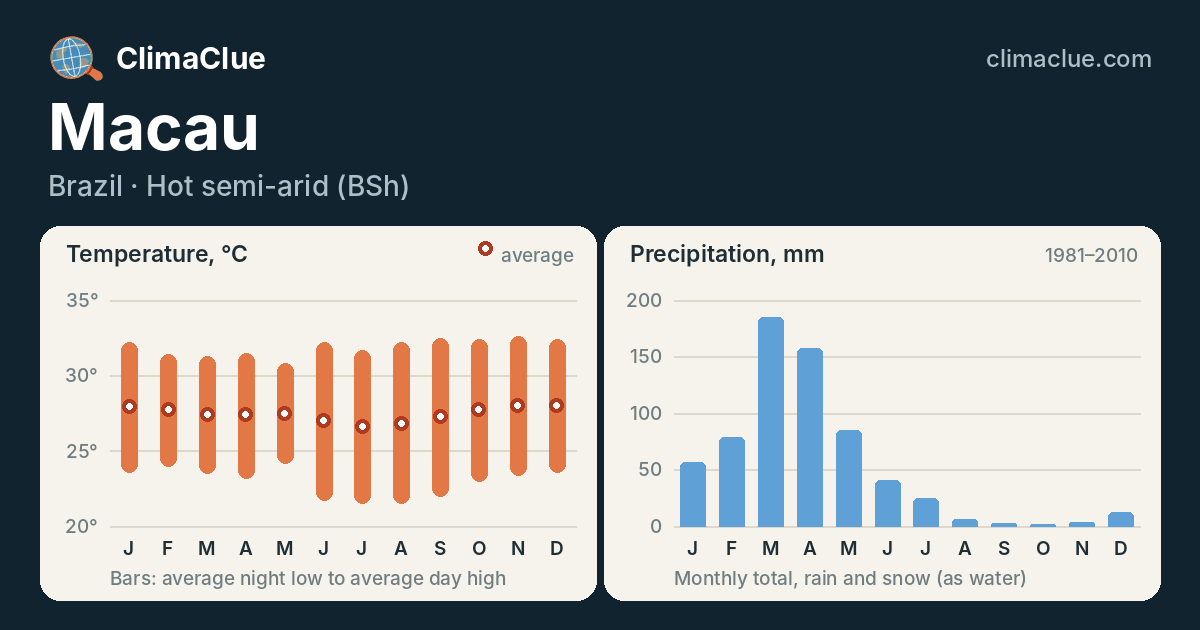 ClimaClue
climaclue.com
Macau
Brazil · Hot semi-arid (BSh)
Temperature, °C
average
35°
30°
25°
20°
J F M A M J J A S O N D
Bars: average night low to average day high
Precipitation, mm
1981–2010
200
150
100
50
0
J F M A M J J A S O N D
Monthly total, rain and snow (as water)